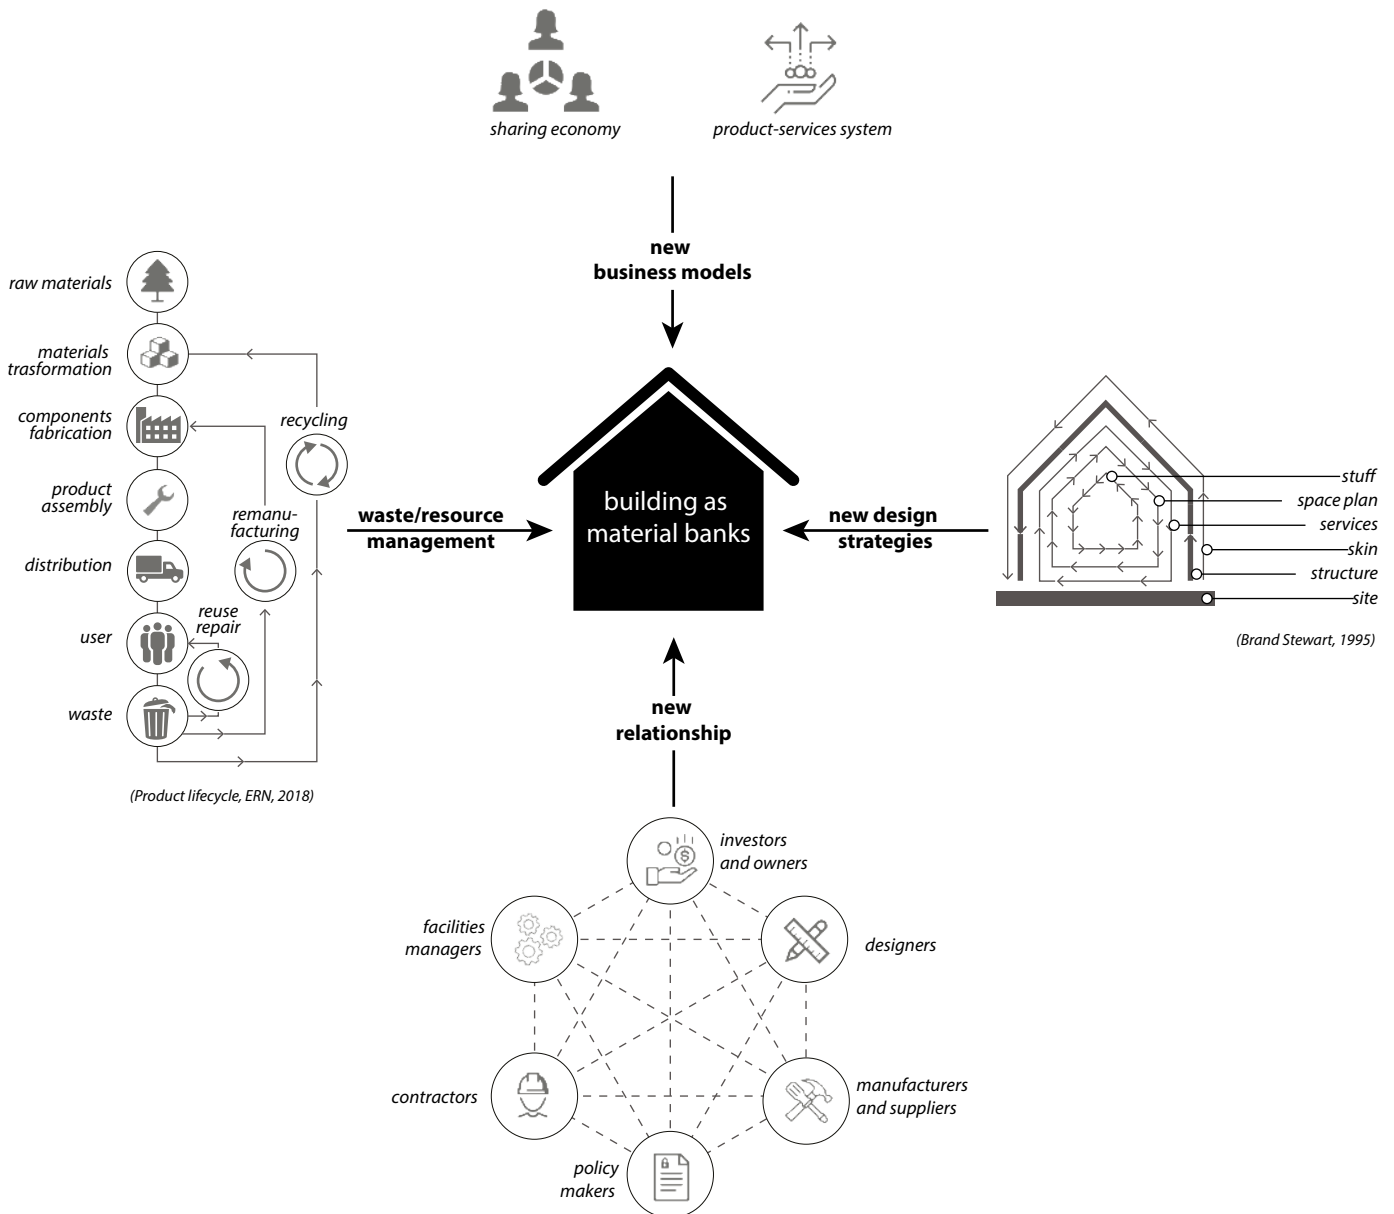 sharing economy
product-services system
new
business models
raw materials
materials
trasformation
components
fabrication
product
assembly
distribution
user
waste
recycling
remanu-
facturing
reuse
repair
(Product lifecycle, ERN, 2018)
waste/resource
management
building as
material banks
new design
strategies
stuff
space plan
services
skin
structure
site
(Brand Stewart, 1995)
new
relationship
investors
and owners
facilities
managers
designers
contractors
manufacturers
and suppliers
policy
makers
$